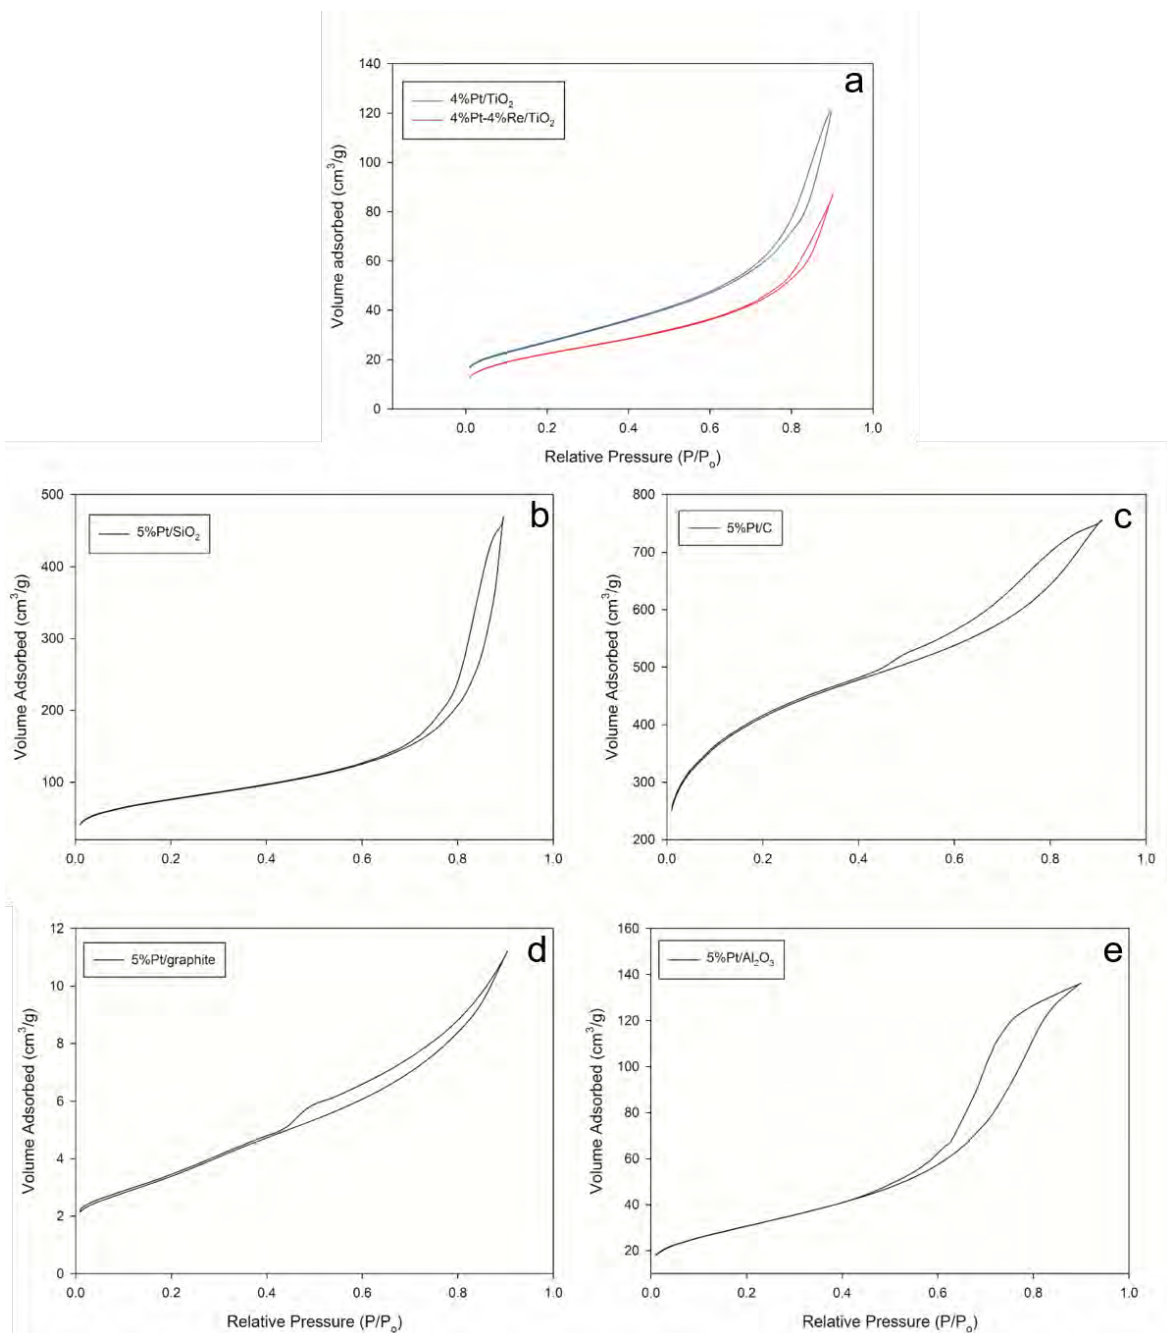 a
140
120
100
80
60
40
20
0
Volume adsorbed (cm³/g)
4%Pt/TiO₂
4%Pt-4%Re/TiO₂
0.0 0.2 0.4 0.6 0.8 1.0
Relative Pressure (P/Pₒ)
b
500
400
300
200
100
Volume Adsorbed (cm³/g)
5%Pt/SiO₂
0.0 0.2 0.4 0.6 0.8 1.0
c
800
700
600
500
400
300
200
Volume Adsorbed (cm³/g)
5%Pt/C
0.0 0.2 0.4 0.6 0.8 1.0
d
12
10
8
6
4
2
0
Volume Adsorbed (cm³/g)
5%Pt/graphite
0.0 0.2 0.4 0.6 0.8 1.0
Relative Pressure (P/Pₒ)
e
160
140
120
100
80
60
40
20
Volume Adsorbed (cm³/g)
5%Pt/Al₂O₃
0.0 0.2 0.4 0.6 0.8 1.0
Relative Pressure (P/Pₒ)